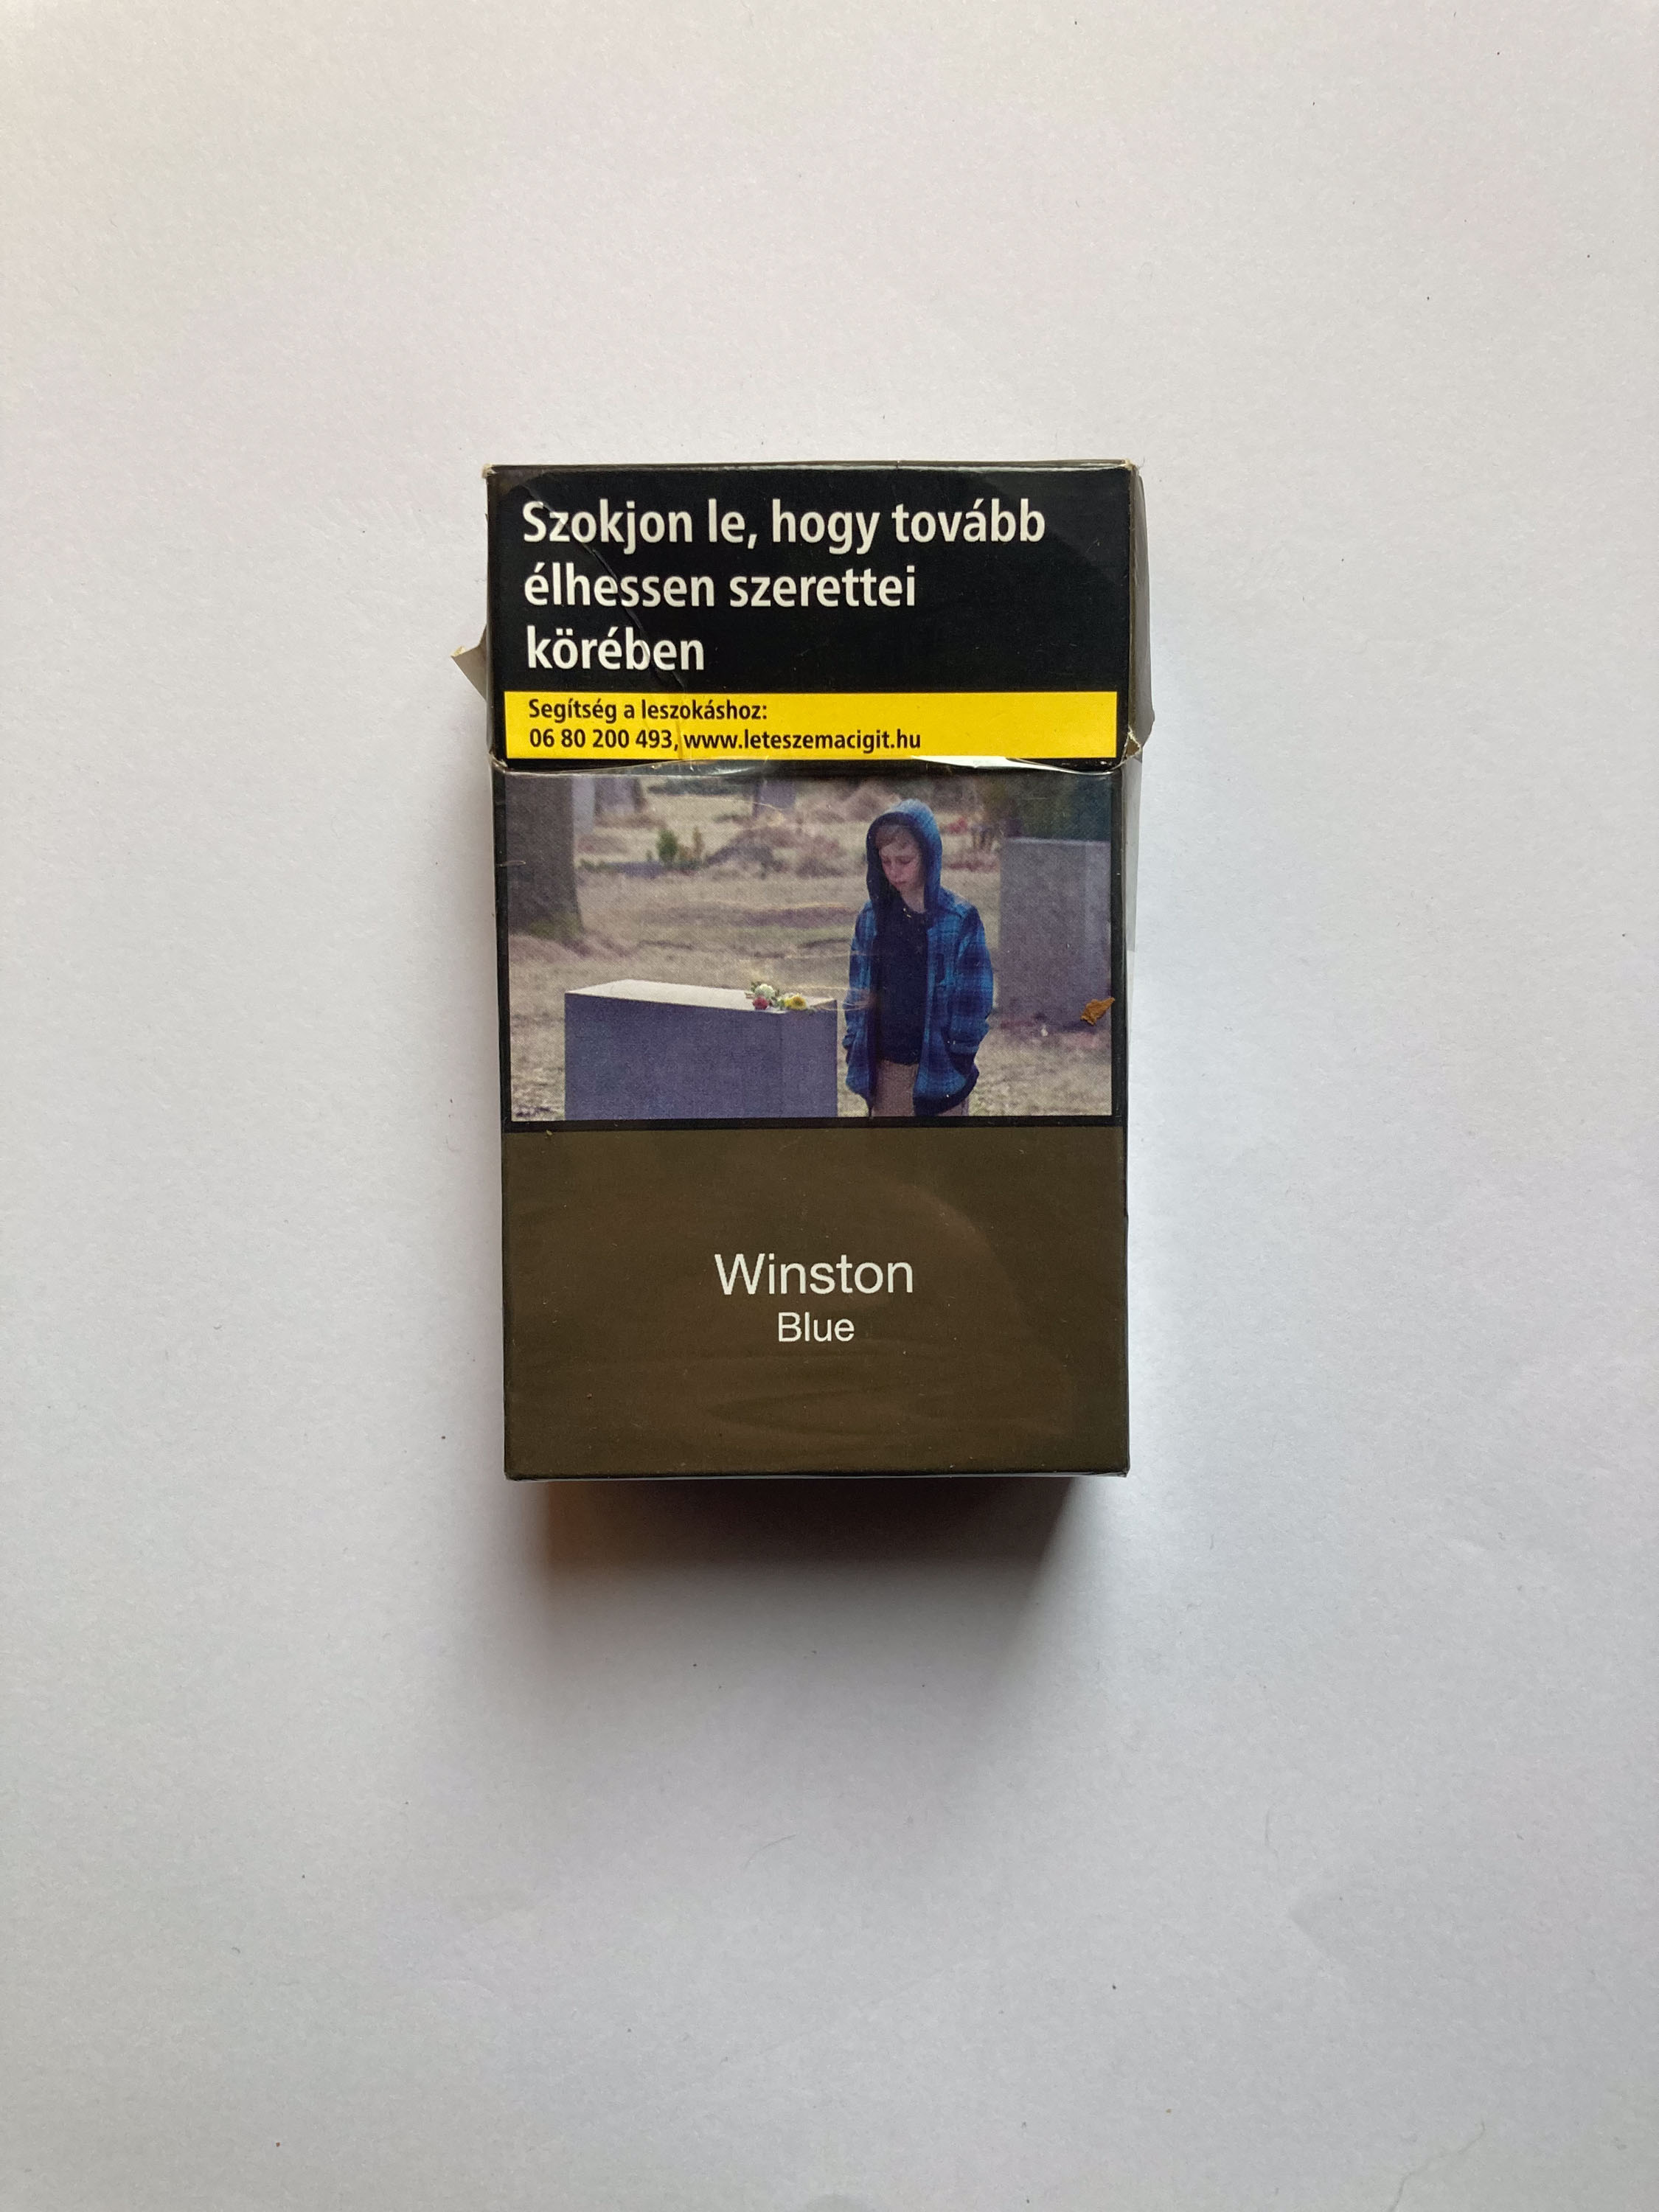 Szokjon le, hogy tovább
élhessen szerettei
körében
Segítség a leszokáshoz:
06 80 200 493, www.leteszemacigit.hu
Winston
Blue